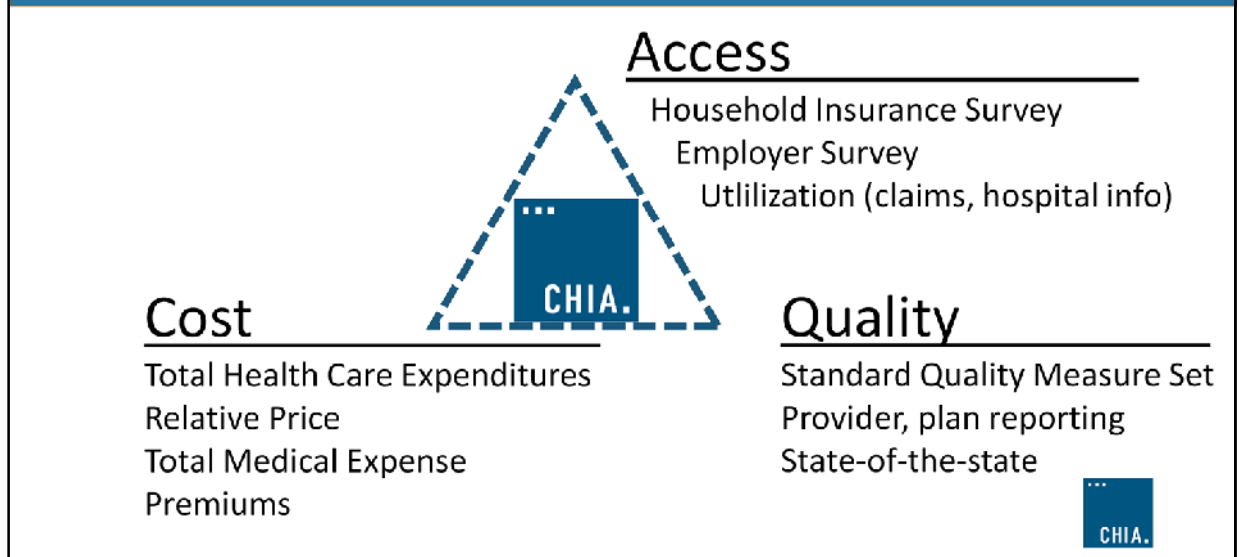 Access
Household Insurance Survey
Employer Survey
Utlilization (claims, hospital info)
CHIA.
Cost
Total Health Care Expenditures
Relative Price
Total Medical Expense
Premiums
Quality
Standard Quality Measure Set
Provider, plan reporting
State-of-the-state
CHIA.